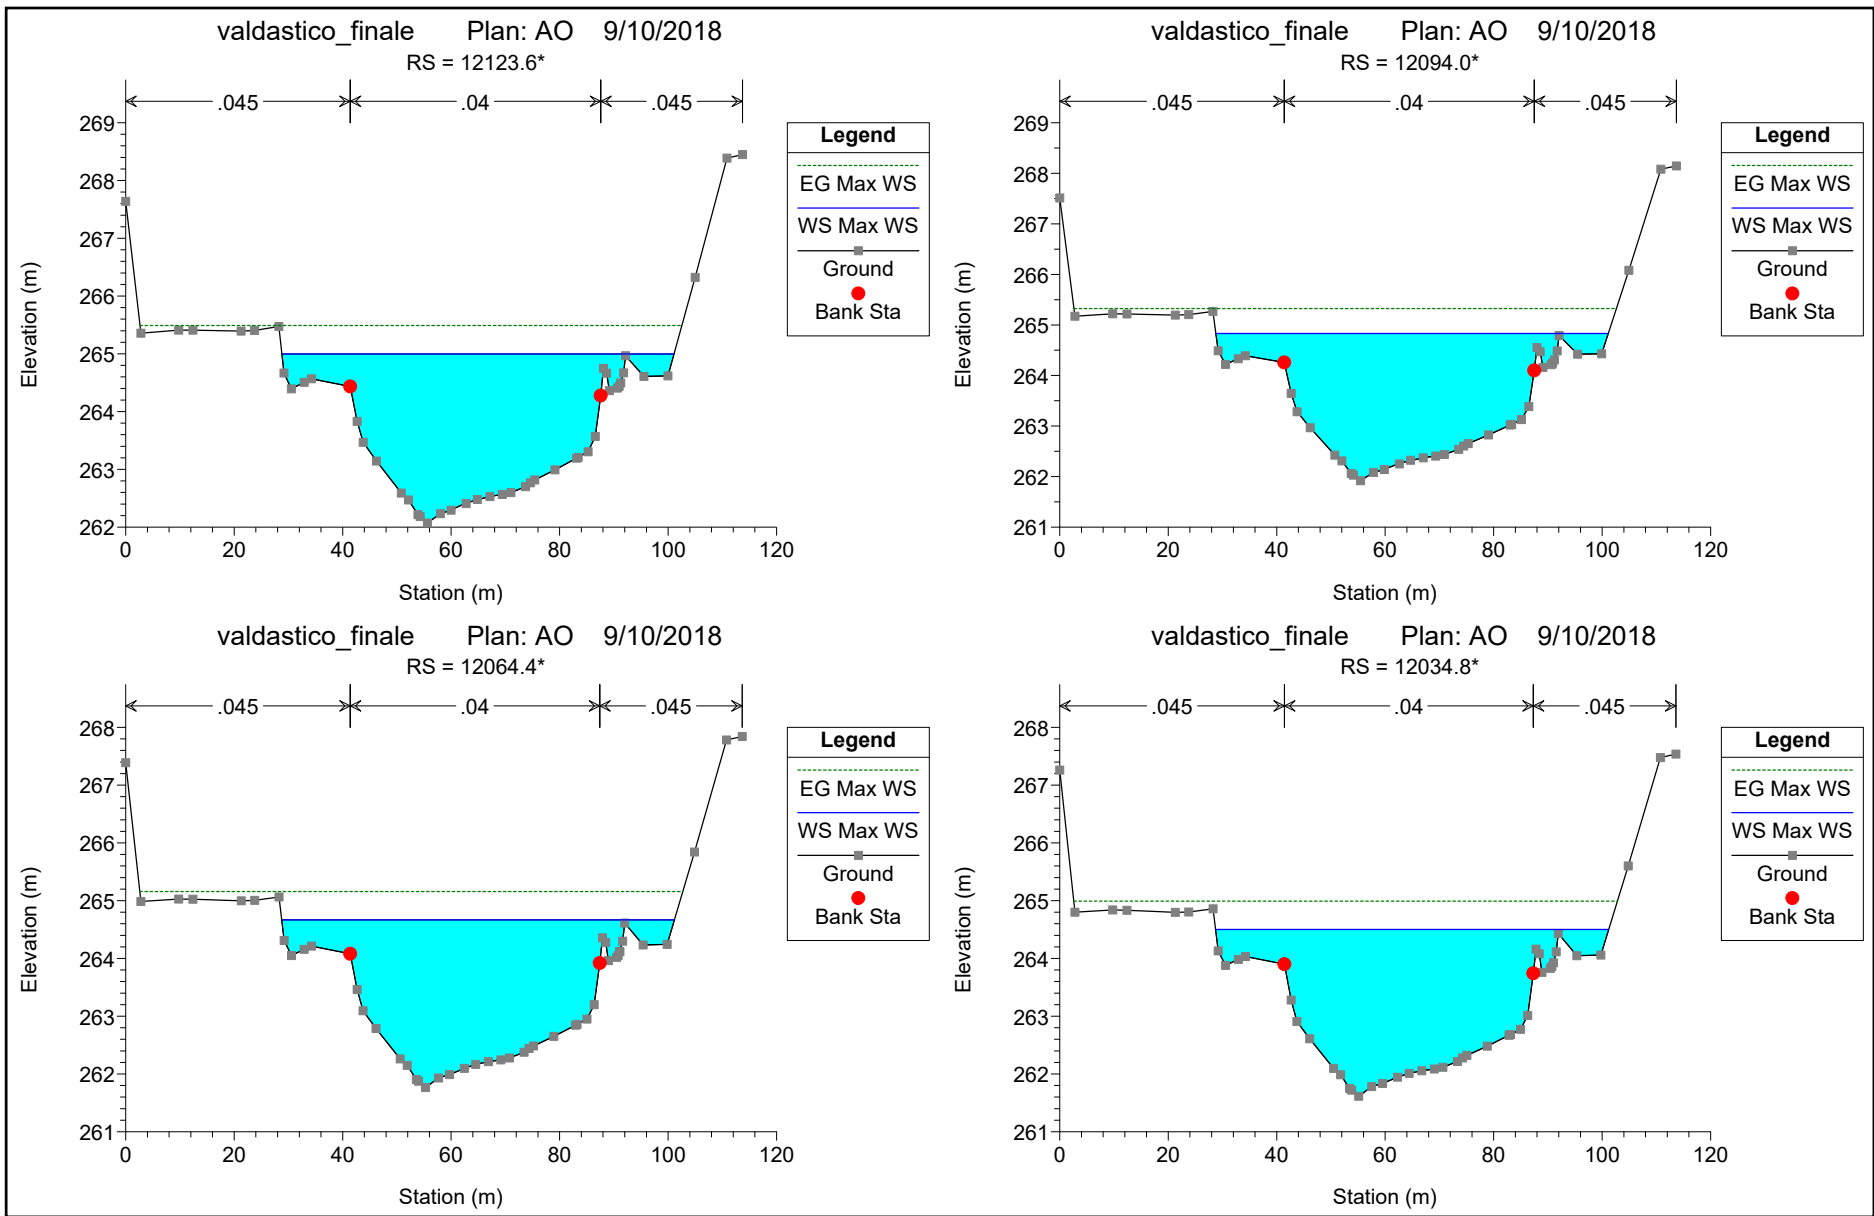 valdastico_finale Plan: AO 9/10/2018
RS = 12123.6*
.045 .04 .045
269
268
267
266
265
264
263
262
0 20 40 60 80 100 120
Station (m)
Elevation (m)
Legend
EG Max WS
WS Max WS
Ground
Bank Sta
valdastico_finale Plan: AO 9/10/2018
RS = 12094.0*
.045 .04 .045
269
268
267
266
265
264
263
262
261
0 20 40 60 80 100 120
Station (m)
Elevation (m)
Legend
EG Max WS
WS Max WS
Ground
Bank Sta
valdastico_finale Plan: AO 9/10/2018
RS = 12064.4*
.045 .04 .045
268
267
266
265
264
263
262
261
0 20 40 60 80 100 120
Station (m)
Elevation (m)
Legend
EG Max WS
WS Max WS
Ground
Bank Sta
valdastico_finale Plan: AO 9/10/2018
RS = 12034.8*
.045 .04 .045
268
267
266
265
264
263
262
261
0 20 40 60 80 100 120
Station (m)
Elevation (m)
Legend
EG Max WS
WS Max WS
Ground
Bank Sta